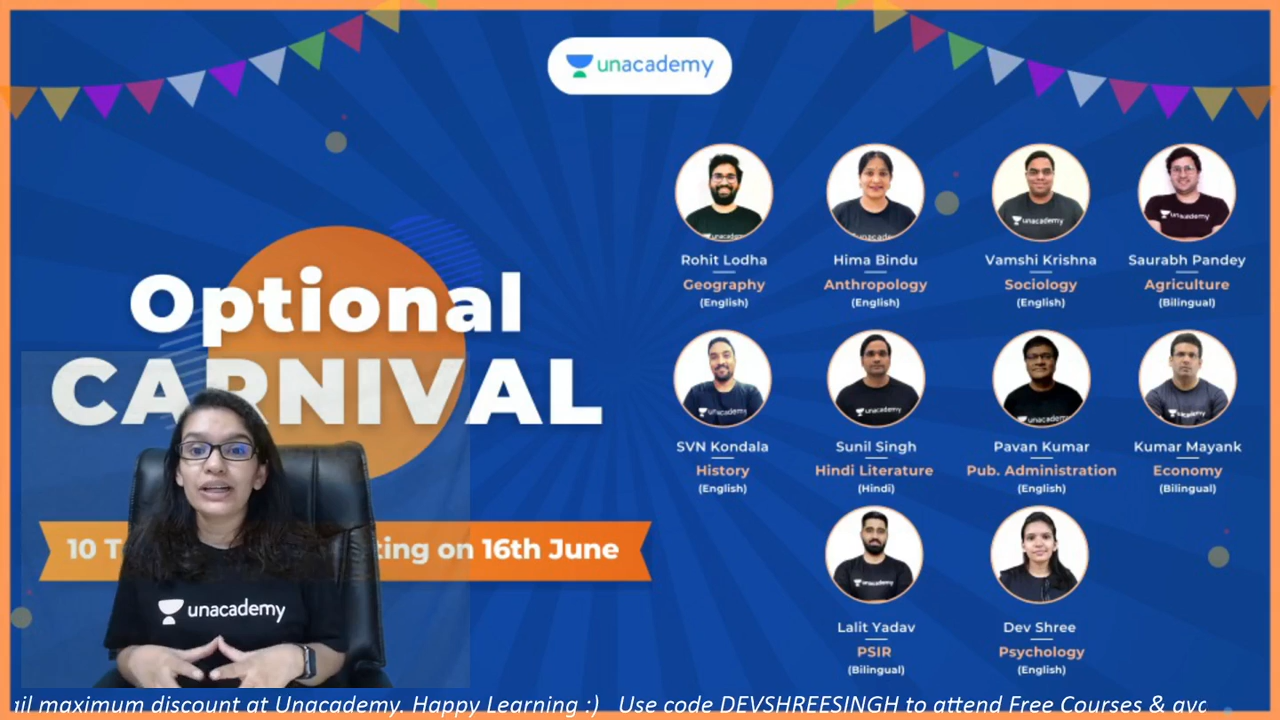 unacademy
Optional
CARNIVAL
10 T ting on 16th June
Rohit Lodha
Geography
(English)
Hima Bindu
Anthropology
(English)
Vamshi Krishna
Sociology
(English)
Saurabh Pandey
Agriculture
(Bilingual)
SVN Kondala
History
(English)
Sunil Singh
Hindi Literature
(Hindi)
Pavan Kumar
Pub. Administration
(English)
Kumar Mayank
Economy
(Bilingual)
Lalit Yadav
PSIR
(Bilingual)
Dev Shree
Psychology
(English)
unacademy
maximum discount at Unacademy. Happy Learning :) Use code DEVSHREESINGH to attend Free Courses &